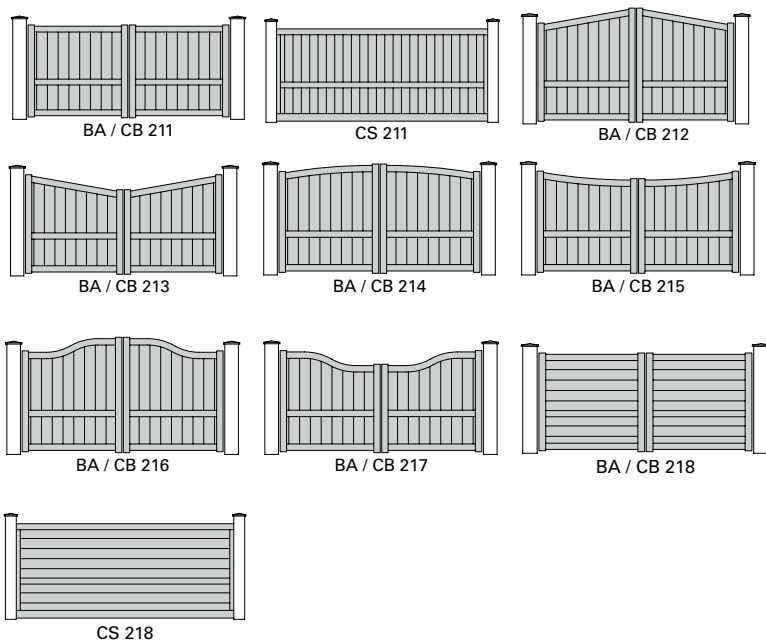 BA / CB 211
CS 211
BA / CB 212
BA / CB 213
BA / CB 214
BA / CB 215
BA / CB 216
BA / CB 217
BA / CB 218
CS 218